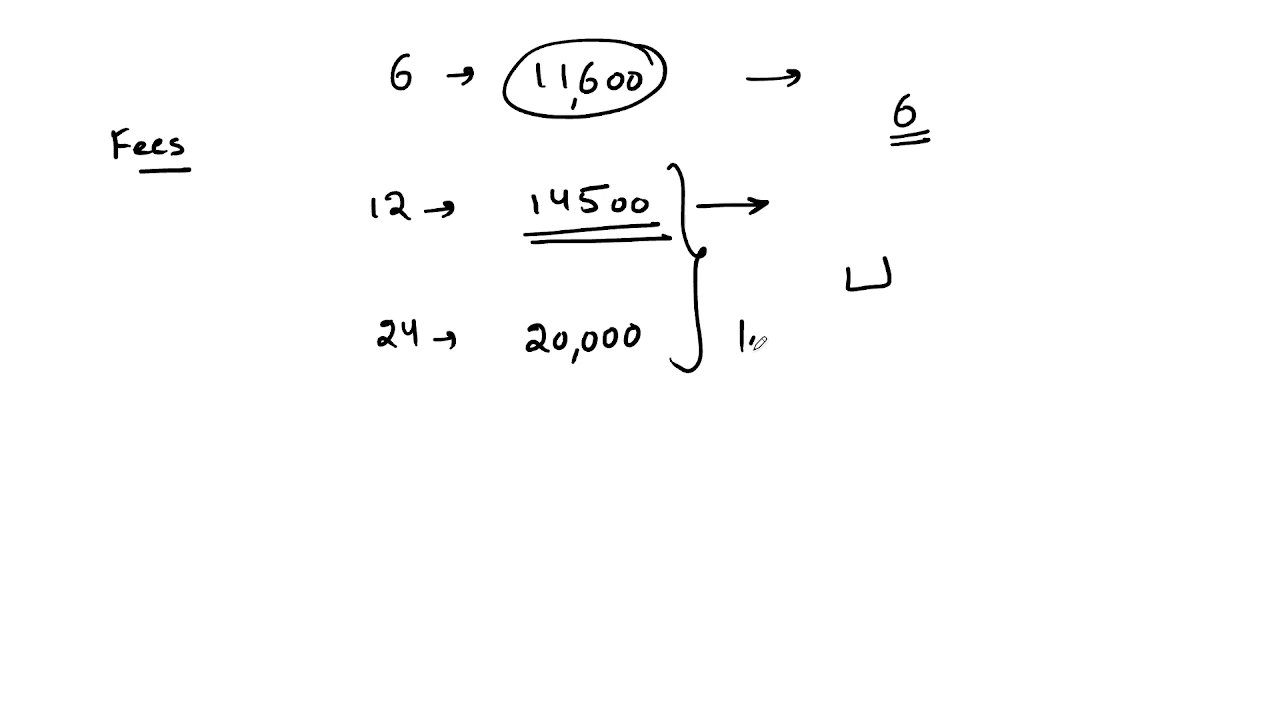 6 → 11,600 →
6
Fees
12 → 14500 →
24 → 20,000